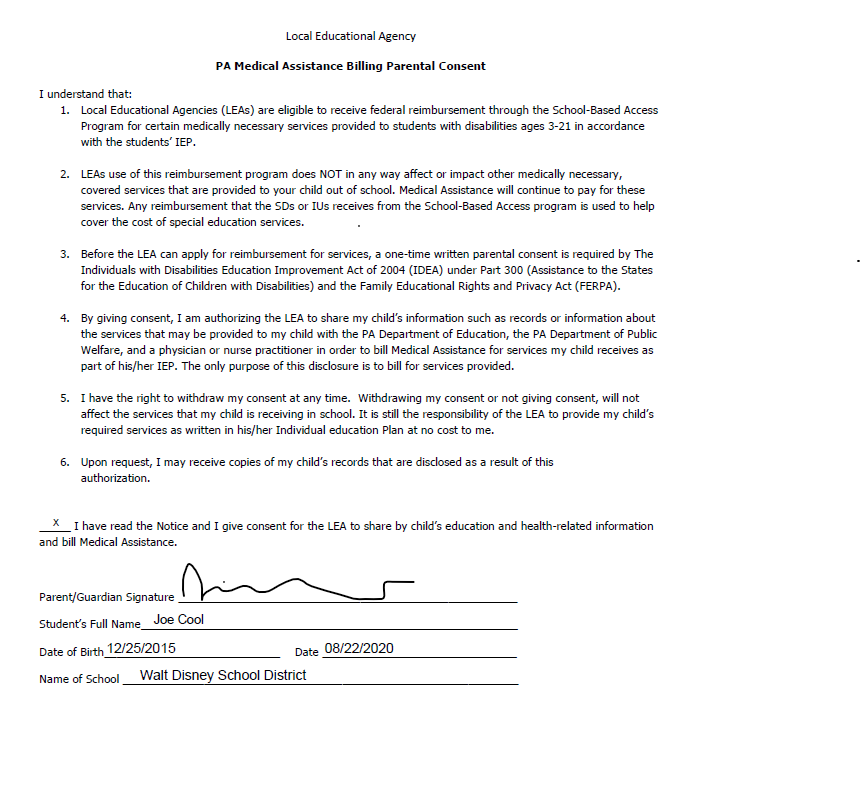 Local Educational Agency
PA Medical Assistance Billing Parental Consent
I understand that:
1. Local Educational Agencies (LEAs) are eligible to receive federal reimbursement through the School-Based Access
Program for certain medically necessary services provided to students with disabilities ages 3-21 in accordance
with the students' IEP.
2. LEAs use of this reimbursement program does NOT in any way affect or impact other medically necessary,
covered services that are provided to your child out of school. Medical Assistance will continue to pay for these
services. Any reimbursement that the SDs or IUs receives from the School-Based Access program is used to help
cover the cost of special education services.
3. Before the LEA can apply for reimbursement for services, a one-time written parental consent is required by The
Individuals with Disabilities Education Improvement Act of 2004 (IDEA) under Part 300 (Assistance to the States
for the Education of Children with Disabilities) and the Family Educational Rights and Privacy Act (FERPA).
4. By giving consent, I am authorizing the LEA to share my child's information such as records or information about
the services that may be provided to my child with the PA Department of Education, the PA Department of Public
Welfare, and a physician or nurse practitioner in order to bill Medical Assistance for services my child receives as
part of his/her IEP. The only purpose of this disclosure is to bill for services provided.
5. I have the right to withdraw my consent at any time. Withdrawing my consent or not giving consent, will not
affect the services that my child is receiving in school. It is still the responsibility of the LEA to provide my child's
required services as written in his/her Individual education Plan at no cost to me.
6. Upon request, I may receive copies of my child's records that are disclosed as a result of this
authorization.
X I have read the Notice and I give consent for the LEA to share by child's education and health-related information
and bill Medical Assistance.
Parent/Guardian Signature
Student's Full Name Joe Cool
Date of Birth 12/25/2015 Date 08/22/2020
Name of School Walt Disney School District